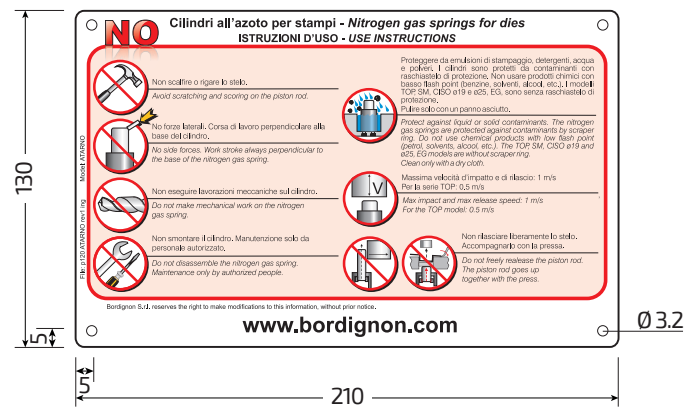 NO
Cilindri all'azoto per stampi - Nitrogen gas springs for dies
ISTRUZIONI D'USO - USE INSTRUCTIONS
Non scalfire o rigare lo stelo.
Avoid scratching and scoring on the piston rod.
No forze laterali. Corsa di lavoro perpendicolare alla
base del cilindro.
No side forces. Work stroke always perpendicular to
the base of the nitrogen gas spring.
Non eseguire lavorazioni meccaniche sul cilindro.
Do not make mechanical work on the nitrogen
gas spring.
Non smontare il cilindro. Manutenzione solo da
personale autorizzato.
Do not disassemble the nitrogen gas spring.
Maintenance only by authorized people.
Proteggere da emulsioni di stampaggio, detergenti, acqua
e polveri. I cilindri sono protetti da contaminanti con
raschiastelo di protezione. Non usare prodotti chimici con
basso flash point (benzine, solventi, alcool, etc.). I modelli
TOP, SM, CISO ø19 e ø25, EG, sono senza raschiastelo di
protezione.
Pulire solo con un panno asciutto.
Protect against liquid or solid contaminants. The nitrogen
gas springs are protected against contaminants by scraper
ring. Do not use chemical products with low flash point
(petrol, solvents, alcool, etc.). The TOP, SM, CISO ø19 and
ø25, EG models are without scraper ring.
Clean only with a dry cloth.
V
Massima velocità d'impatto e di rilascio: 1 m/s
Per la serie TOP: 0,5 m/s
Max impact and max release speed: 1 m/s
For the TOP model: 0.5 m/s
Non rilasciare liberamente lo stelo.
Accompagnarlo con la pressa.
Do not freely realease the piston rod.
The piston rod goes up
together with the press.
File: p120 ATARNO rev1 ing Model: ATARNO
Bordignon S.r.l. reserves the right to make modifications to this information, without prior notice.
www.bordignon.com
130
5
5
210
Ø 3.2